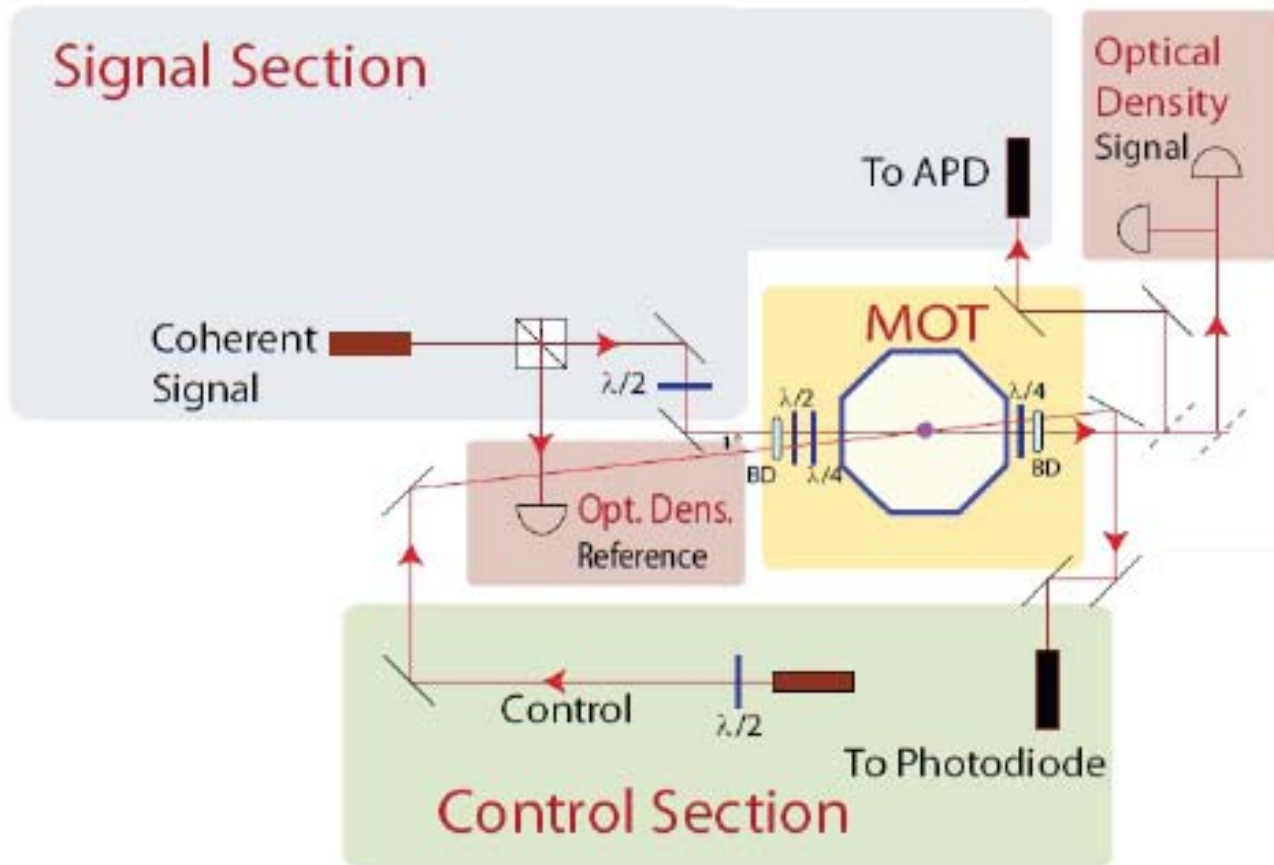 Signal Section
Optical
Density
Signal
To APD
MOT
Coherent
Signal
λ/2
λ/2
λ/4
1°
BD
λ/4
BD
Opt. Dens.
Reference
Control
λ/2
To Photodiode
Control Section